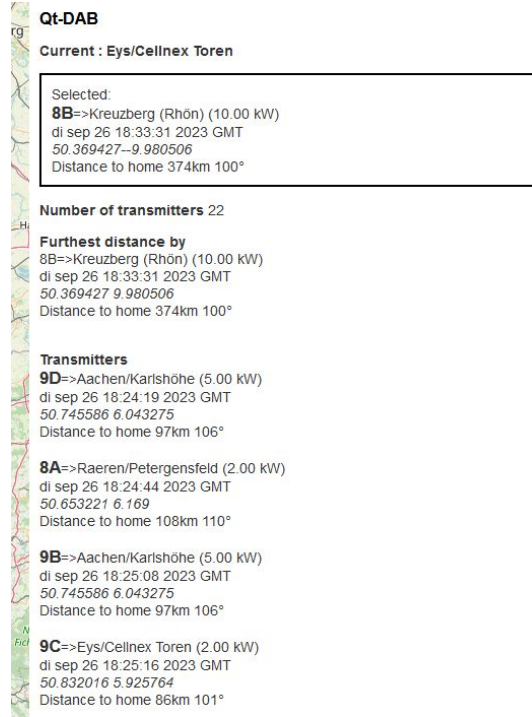 Qt-DAB
Current : Eys/Cellnex Toren
Selected:
8B=>Kreuzberg (Rhön) (10.00 kW)
di sep 26 18:33:31 2023 GMT
50.369427--9.980506
Distance to home 374km 100°
Number of transmitters 22
Furthest distance by
8B=>Kreuzberg (Rhön) (10.00 kW)
di sep 26 18:33:31 2023 GMT
50.369427 9.980506
Distance to home 374km 100°
Transmitters
9D=>Aachen/Karlshöhe (5.00 kW)
di sep 26 18:24:19 2023 GMT
50.745586 6.043275
Distance to home 97km 106°
8A=>Raeren/Petergensfeld (2.00 kW)
di sep 26 18:24:44 2023 GMT
50.653221 6.169
Distance to home 108km 110°
9B=>Aachen/Karlshöhe (5.00 kW)
di sep 26 18:25:08 2023 GMT
50.745586 6.043275
Distance to home 97km 106°
9C=>Eys/Cellnex Toren (2.00 kW)
di sep 26 18:25:16 2023 GMT
50.832016 5.925764
Distance to home 86km 101°